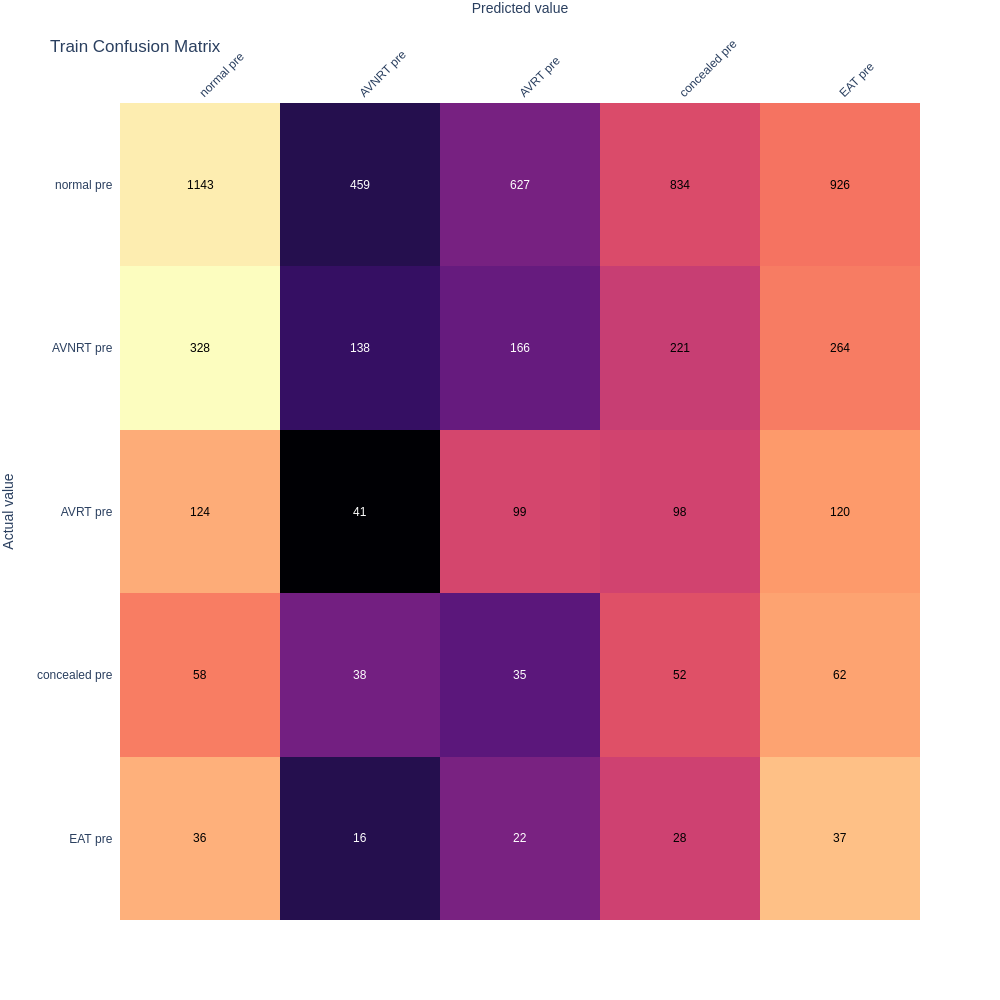 Predicted value
Train Confusion Matrix
normal pre AVNRT pre AVRT pre concealed pre EAT pre
normal pre 1143 459 627 834 926
AVNRT pre 328 138 166 221 264
Actual value
AVRT pre 124 41 99 98 120
concealed pre 58 38 35 52 62
EAT pre 36 16 22 28 37